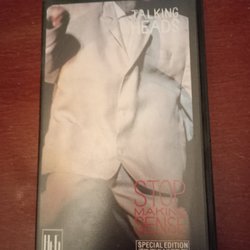 TALKING
HEADS
STOP
MAKING
SENSE
SPECIAL EDITION